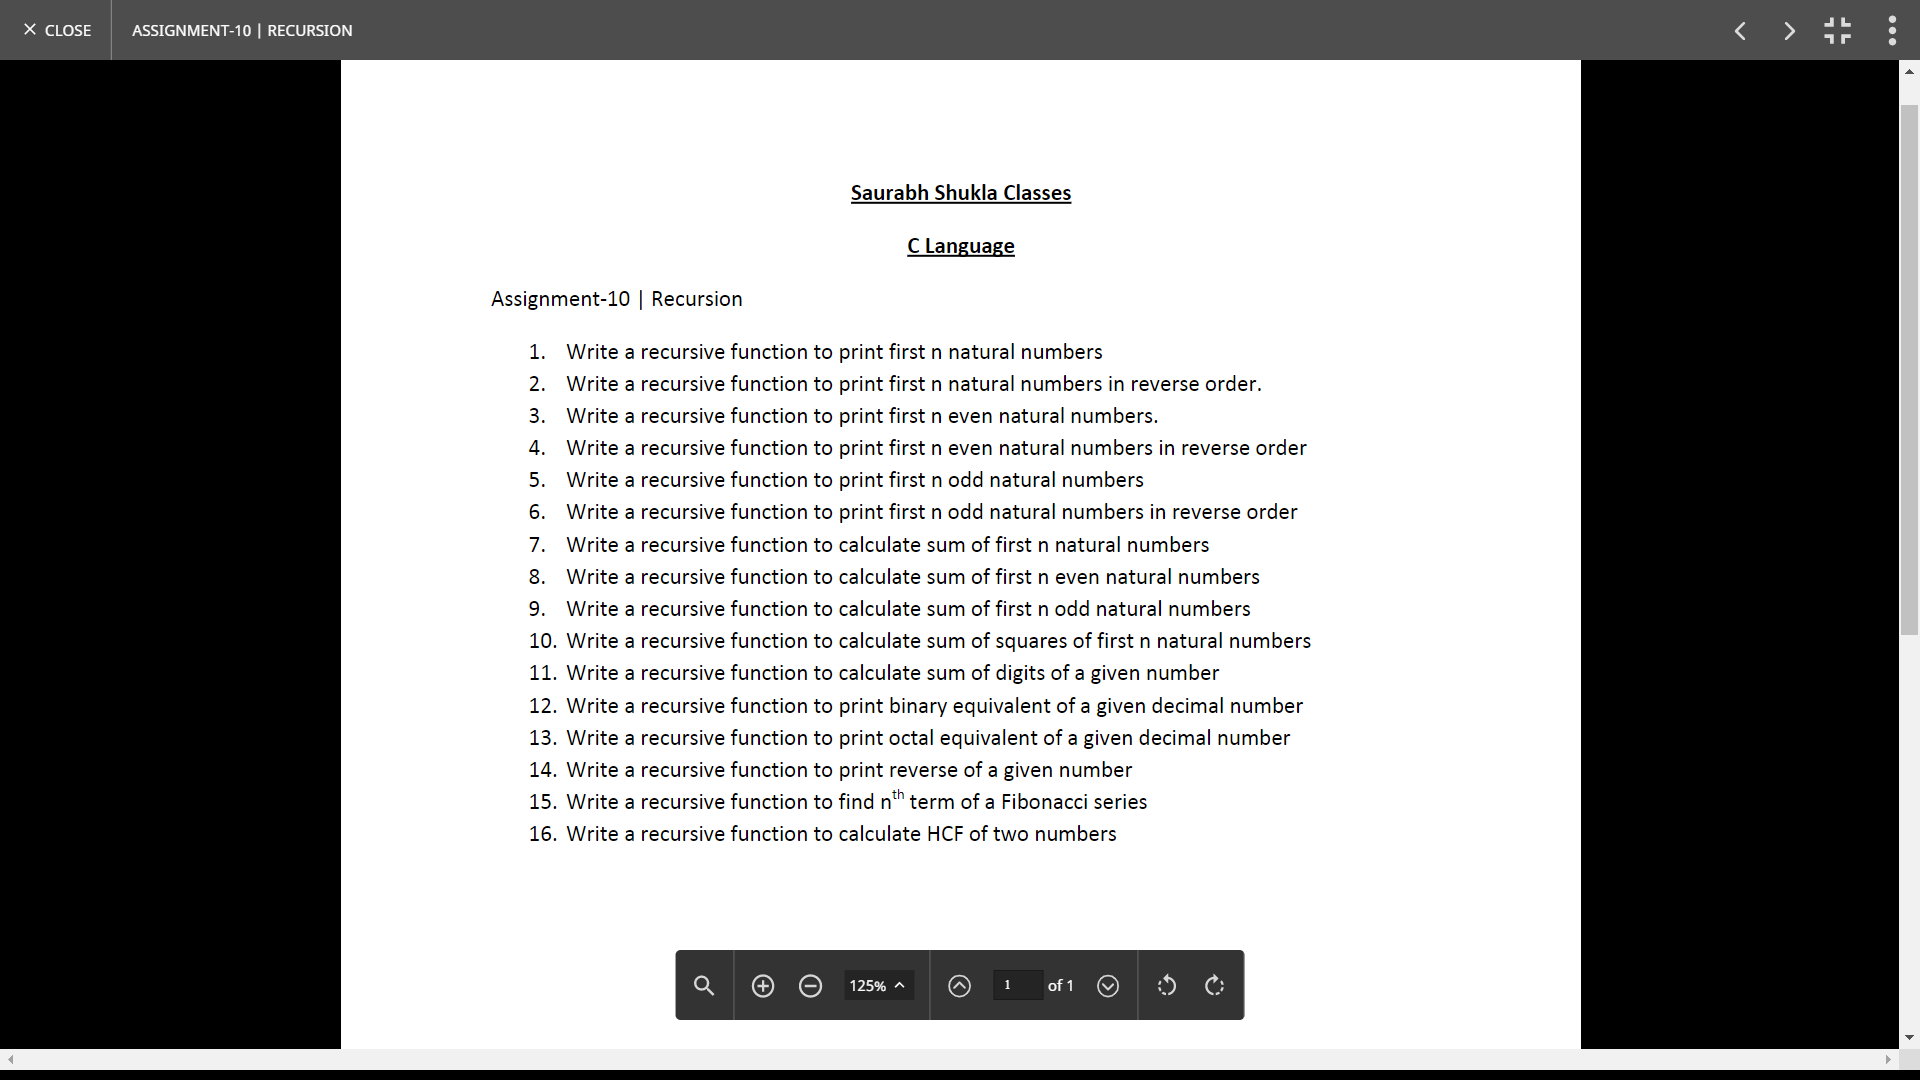 CLOSE
ASSIGNMENT-10 | RECURSION
Saurabh Shukla Classes
C Language
Assignment-10 | Recursion
1. Write a recursive function to print first n natural numbers
2. Write a recursive function to print first n natural numbers in reverse order.
3. Write a recursive function to print first n even natural numbers.
4. Write a recursive function to print first n even natural numbers in reverse order
5. Write a recursive function to print first n odd natural numbers
6. Write a recursive function to print first n odd natural numbers in reverse order
7. Write a recursive function to calculate sum of first n natural numbers
8. Write a recursive function to calculate sum of first n even natural numbers
9. Write a recursive function to calculate sum of first n odd natural numbers
10. Write a recursive function to calculate sum of squares of first n natural numbers
11. Write a recursive function to calculate sum of digits of a given number
12. Write a recursive function to print binary equivalent of a given decimal number
13. Write a recursive function to print octal equivalent of a given decimal number
14. Write a recursive function to print reverse of a given number
15. Write a recursive function to find nth term of a Fibonacci series
16. Write a recursive function to calculate HCF of two numbers
125% 1 of 1